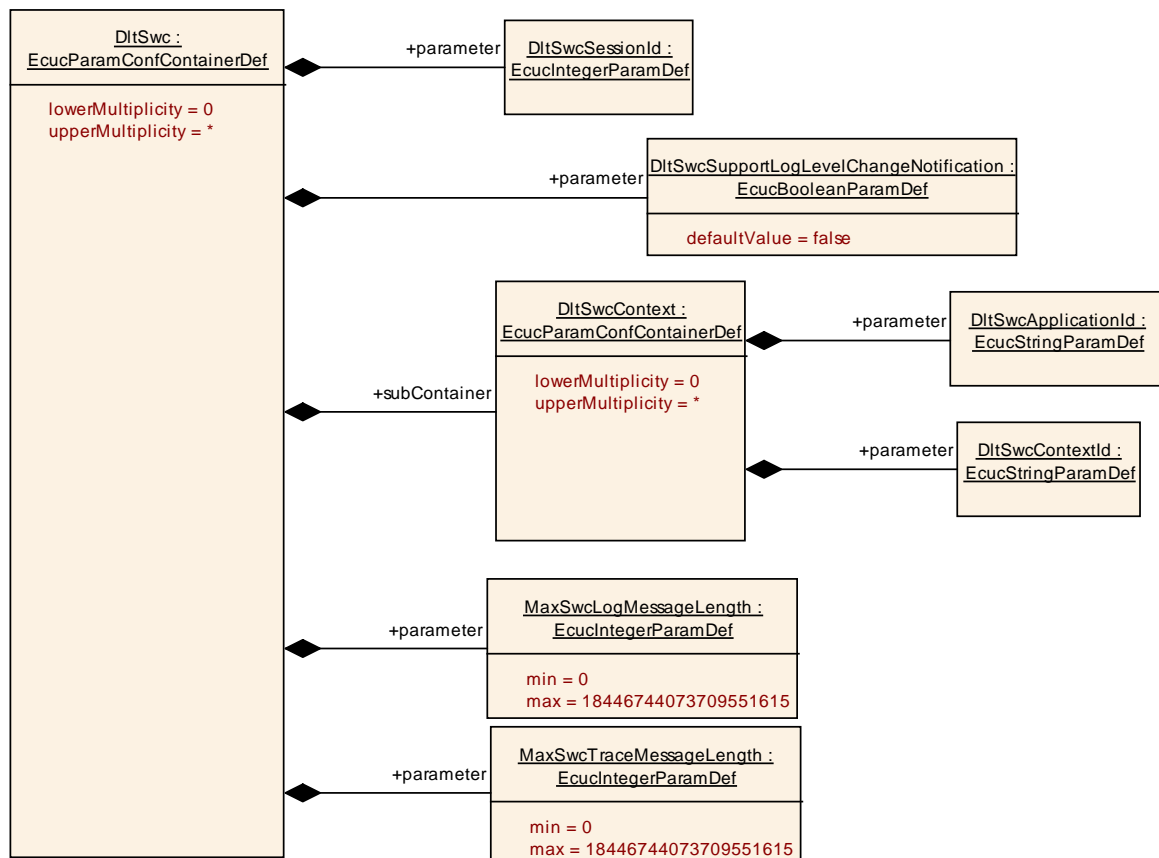 DltSwc :
EcucParamConfContainerDef
lowerMultiplicity = 0
upperMultiplicity = *
+parameter
DltSwcSessionId :
EcucIntegerParamDef
+parameter
DltSwcSupportLogLevelChangeNotification :
EcucBooleanParamDef
defaultValue = false
+subContainer
DltSwcContext :
EcucParamConfContainerDef
lowerMultiplicity = 0
upperMultiplicity = *
+parameter
DltSwcApplicationId :
EcucStringParamDef
+parameter
DltSwcContextId :
EcucStringParamDef
+parameter
MaxSwcLogMessageLength :
EcucIntegerParamDef
min = 0
max = 18446744073709551615
+parameter
MaxSwcTraceMessageLength :
EcucIntegerParamDef
min = 0
max = 18446744073709551615